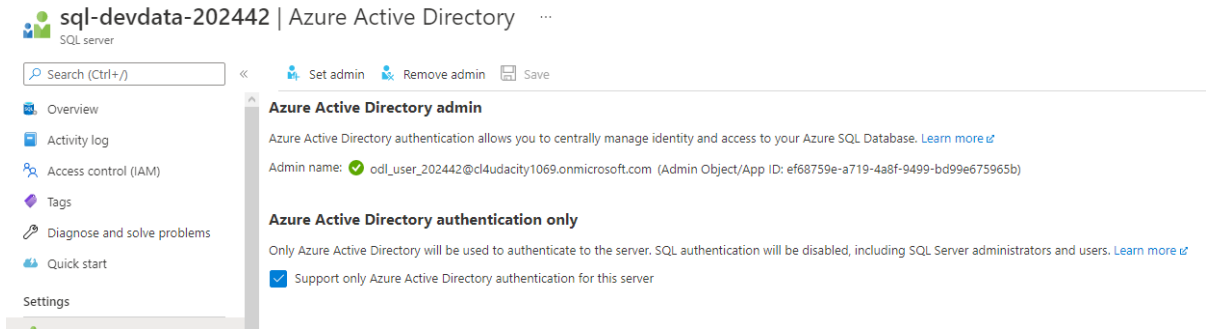 sql-devdata-202442 | Azure Active Directory ...
SQL server
Search (Ctrl+/)
«
Set admin Remove admin Save
Overview
Activity log
Access control (IAM)
Tags
Diagnose and solve problems
Quick start
Settings
Azure Active Directory admin
Azure Active Directory authentication allows you to centrally manage identity and access to your Azure SQL Database. Learn more
Admin name: odl_user_202442@cl4udacity1069.onmicrosoft.com (Admin Object/App ID: ef68759e-a719-4a8f-9499-bd99e675965b)
Azure Active Directory authentication only
Only Azure Active Directory will be used to authenticate to the server. SQL authentication will be disabled, including SQL Server administrators and users. Learn more
Support only Azure Active Directory authentication for this server